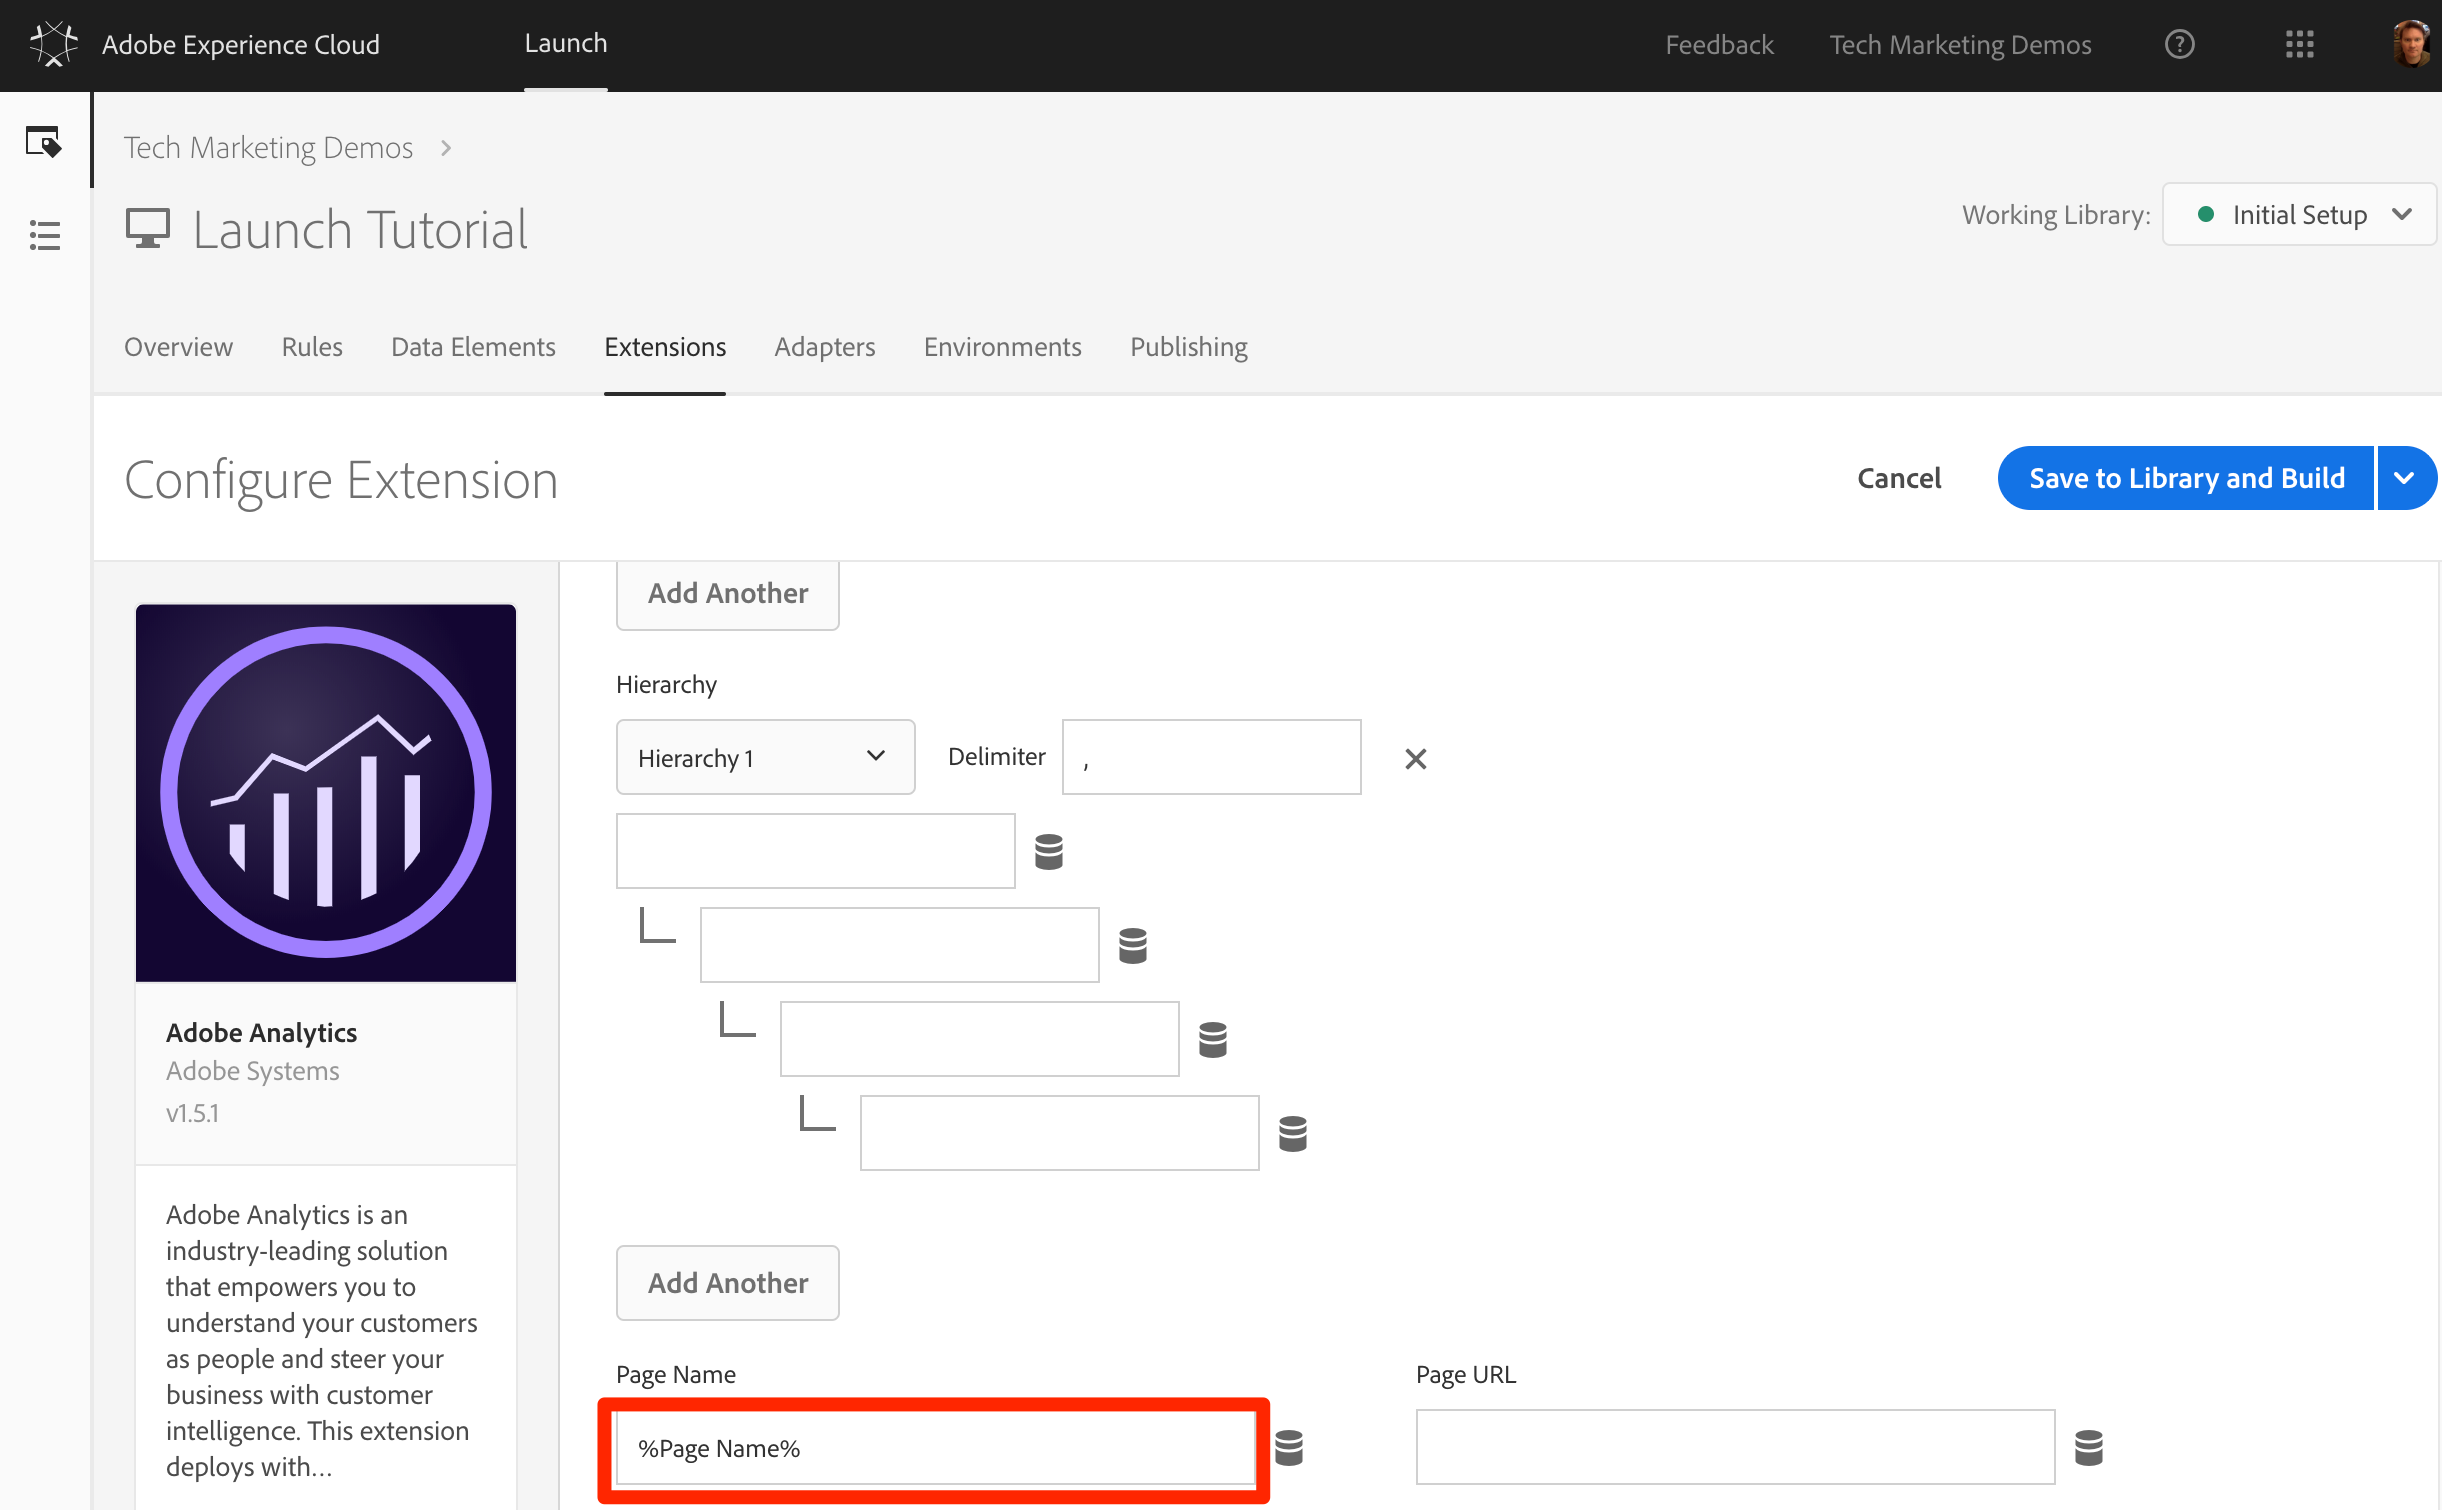 Adobe Experience Cloud
Launch
Feedback
Tech Marketing Demos
Tech Marketing Demos
Launch Tutorial
Working Library:
Initial Setup
Overview
Rules
Data Elements
Extensions
Adapters
Environments
Publishing
Configure Extension
Cancel
Save to Library and Build
Adobe Analytics
Adobe Systems
v1.5.1
Adobe Analytics is an
industry-leading solution
that empowers you to
understand your customers
as people and steer your
business with customer
intelligence. This extension
deploys with...
Add Another
Hierarchy
Hierarchy 1
Delimiter
,
Add Another
Page Name
%Page Name%
Page URL